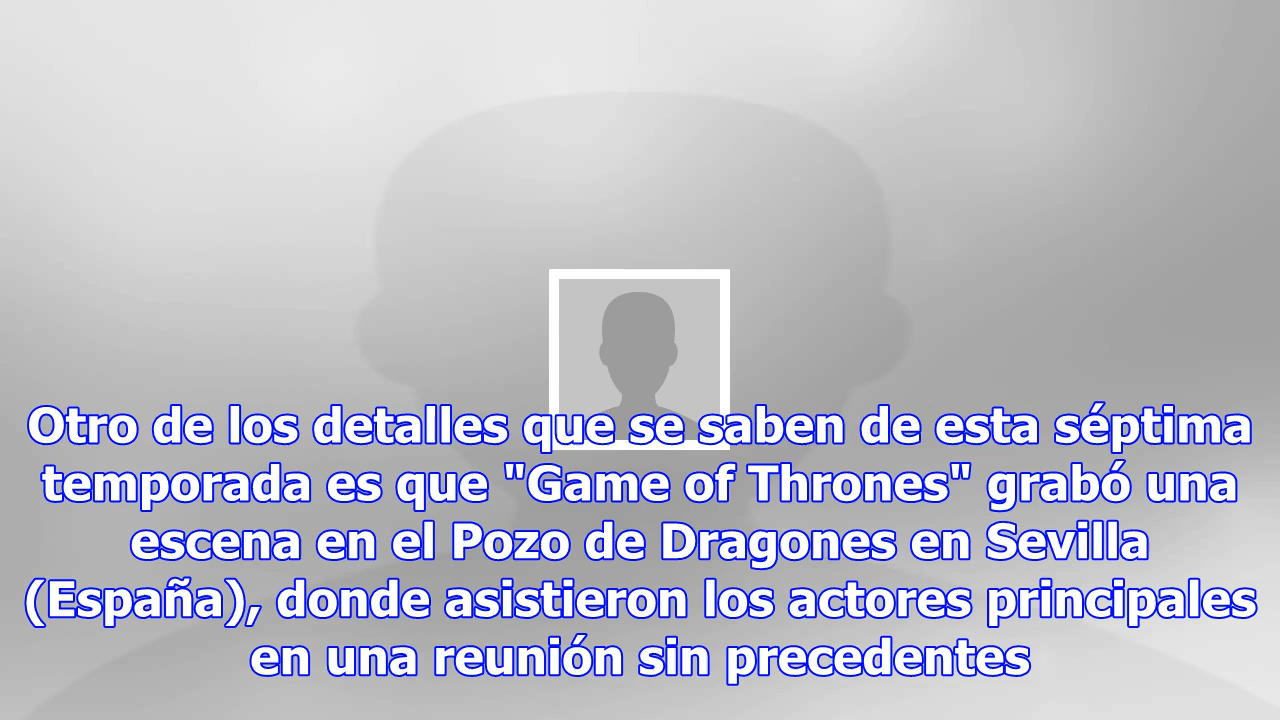 Otro de los detalles que se saben de esta séptima
temporada es que "Game of Thrones" grabó una
escena en el Pozo de Dragones en Sevilla
(España), donde asistieron los actores principales
en una reunión sin precedentes